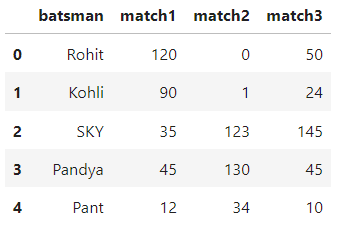 batsman match1 match2 match3
0 Rohit 120 0 50
1 Kohli 90 1 24
2 SKY 35 123 145
3 Pandya 45 130 45
4 Pant 12 34 10